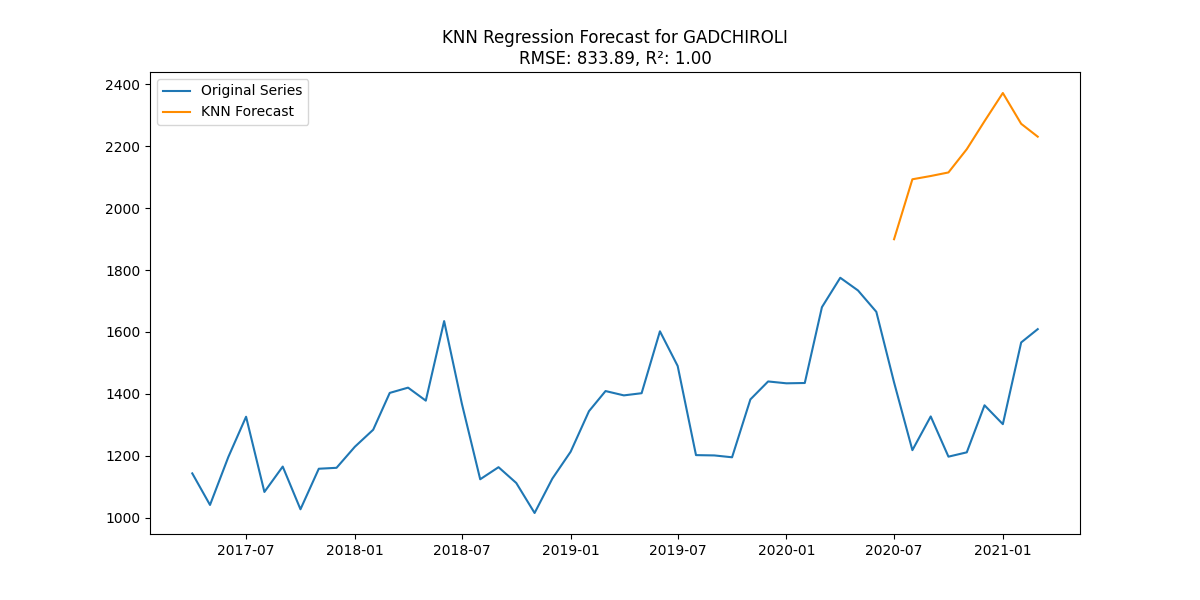 KNN Regression Forecast for GADCHIROLI
RMSE: 833.89, R²: 1.00
Original Series
KNN Forecast
2400
2200
2000
1800
1600
1400
1200
1000
2017-07 2018-01 2018-07 2019-01 2019-07 2020-01 2020-07 2021-01